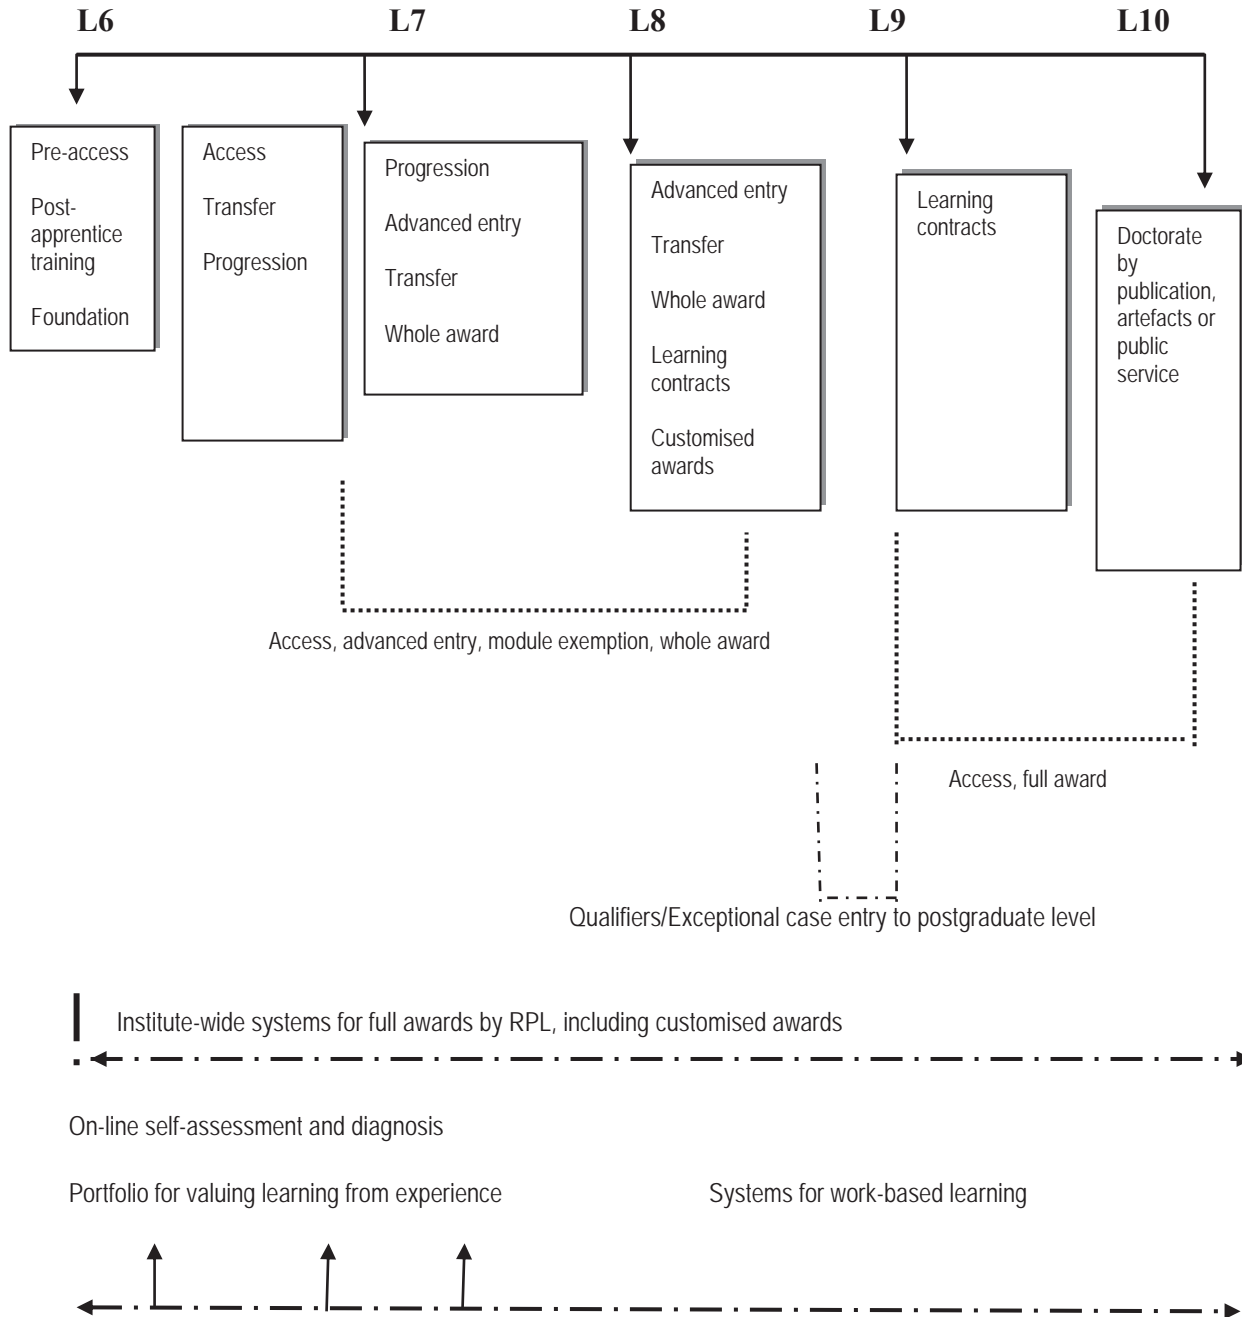 L6 L7 L8 L9 L10
Pre-access
Post-
apprentice
training
Foundation
Access
Transfer
Progression
Progression
Advanced entry
Transfer
Whole award
Advanced entry
Transfer
Whole award
Learning
contracts
Customised
awards
Learning
contracts
Doctorate
by
publication,
artefacts or
public
service
Access, advanced entry, module exemption, whole award
Access, full award
Qualifiers/Exceptional case entry to postgraduate level
Institute-wide systems for full awards by RPL, including customised awards
On-line self-assessment and diagnosis
Portfolio for valuing learning from experience
Systems for work-based learning